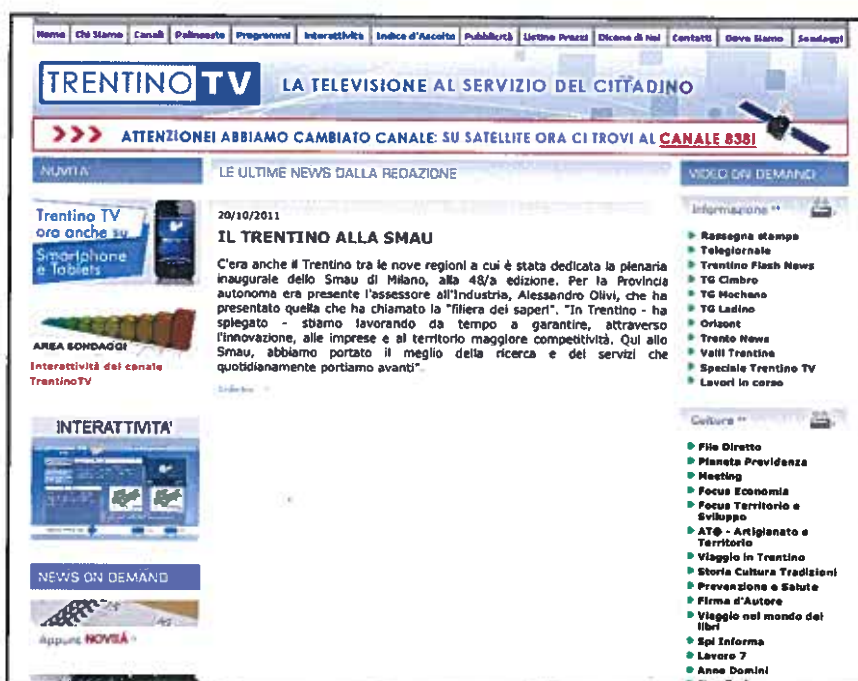 Home Chi Siamo Canali Palinsesto Programmi Interattività Indice d'Ascolto Pubblicità Listino Prezzi Dicono di Noi Contatti Dove Siamo Sondaggi
TRENTINO TV LA TELEVISIONE AL SERVIZIO DEL CITTADINO
>>> ATTENZIONE! ABBIAMO CAMBIATO CANALE: SU SATELLITE ORA CI TROVI AL CANALE 838!
NOVITA'
Trentino TV
ora anche su
Smartphone
e Tablets
AREA SONDAGGI
Interattività del canale
TrentinoTV
INTERATTIVITA'
NEWS ON DEMAND
Appunti NOVITÀ
LE ULTIME NEWS DALLA REDAZIONE
20/10/2011
IL TRENTINO ALLA SMAU
C'era anche il Trentino tra le nove regioni a cui è stata dedicata la plenaria
inaugurale dello Smau di Milano, alla 48/a edizione. Per la Provincia
autonoma era presente l'assessore all'Industria, Alessandro Olivi, che ha
presentato quella che ha chiamato la "filiera dei saperi". "In Trentino - ha
spiegato - stiamo lavorando da tempo a garantire, attraverso
l'innovazione, alle imprese e al territorio maggiore competitività. Qui allo
Smau, abbiamo portato il meglio della ricerca e dei servizi che
quotidianamente portiamo avanti".
VIDEO ON DEMAND
Informazione
Rassegna stampa
Telegiornale
Trentino Flash News
TG Cimbro
TG Mocheno
TG Ladino
Orizont
Trento News
Valli Trentine
Speciale Trentino TV
Lavori in corso
Cultura
Filo Diretto
Pianeta Previdenza
Meeting
Focus Economia
Focus Territorio e
Sviluppo
AT@ - Artigianato e
Territorio
Viaggio in Trentino
Storia Cultura Tradizioni
Prevenzione e Salute
Firma d'Autore
Viaggio nel mondo dei
libri
Spi Informa
Lavoro 7
Anno Domini